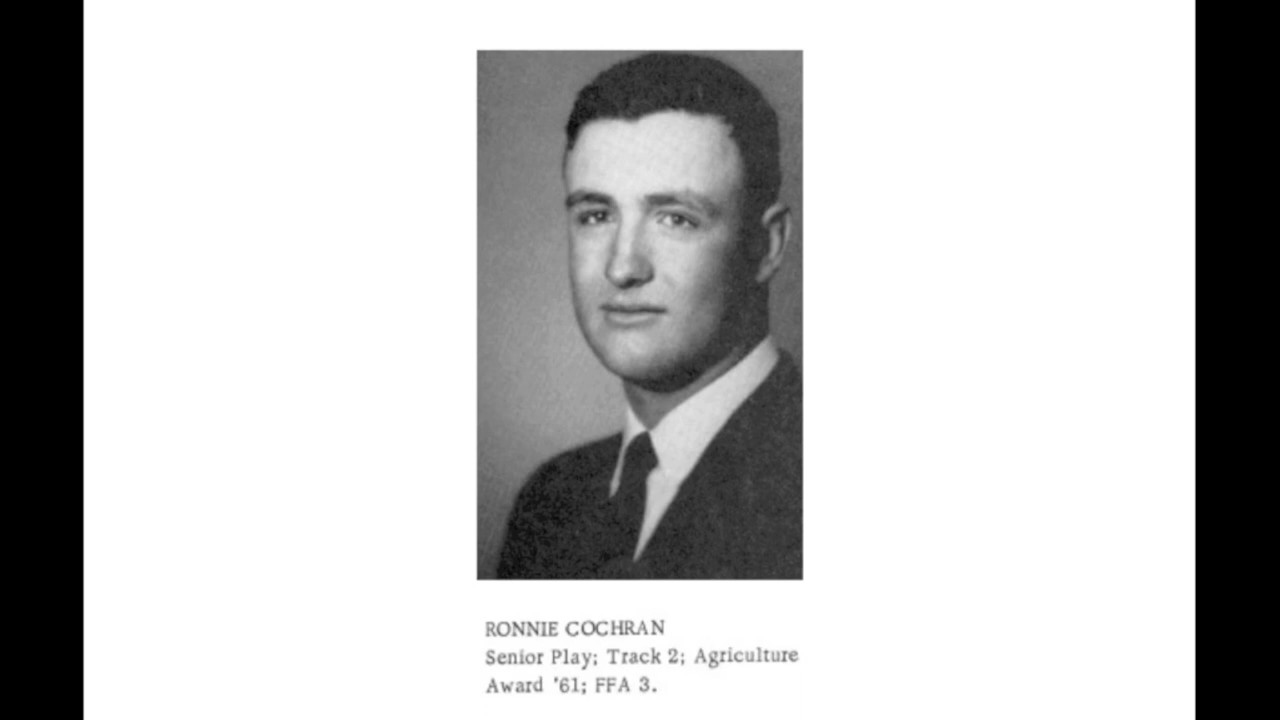 RONNIE COCHRAN
Senior Play; Track 2; Agriculture
Award '61; FFA 3.